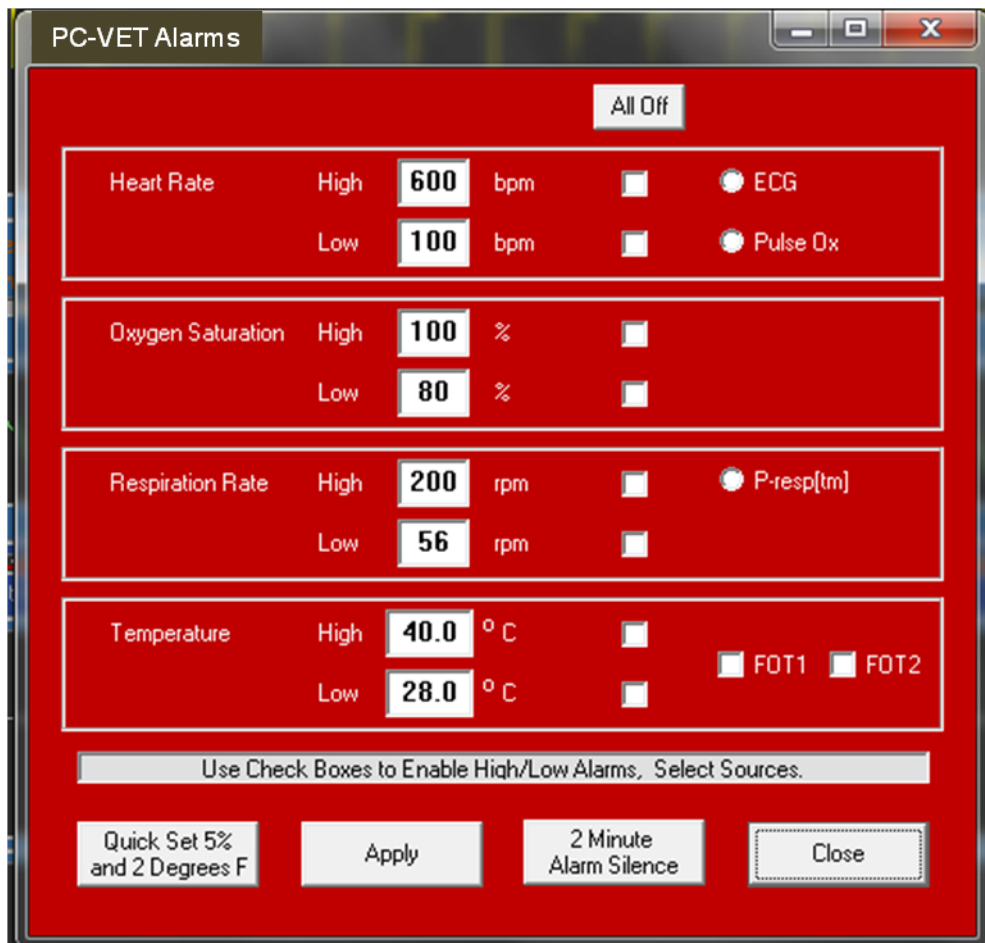 PC-VET Alarms
All Off
Heart Rate High 600 bpm ECG
Low 100 bpm Pulse Ox
Oxygen Saturation High 100 %
Low 80 %
Respiration Rate High 200 rpm P-resp[tm]
Low 56 rpm
Temperature High 40.0 º C
FOT1 FOT2
Low 28.0 º C
Use Check Boxes to Enable High/Low Alarms, Select Sources.
Quick Set 5%
and 2 Degrees F
Apply
2 Minute
Alarm Silence
Close